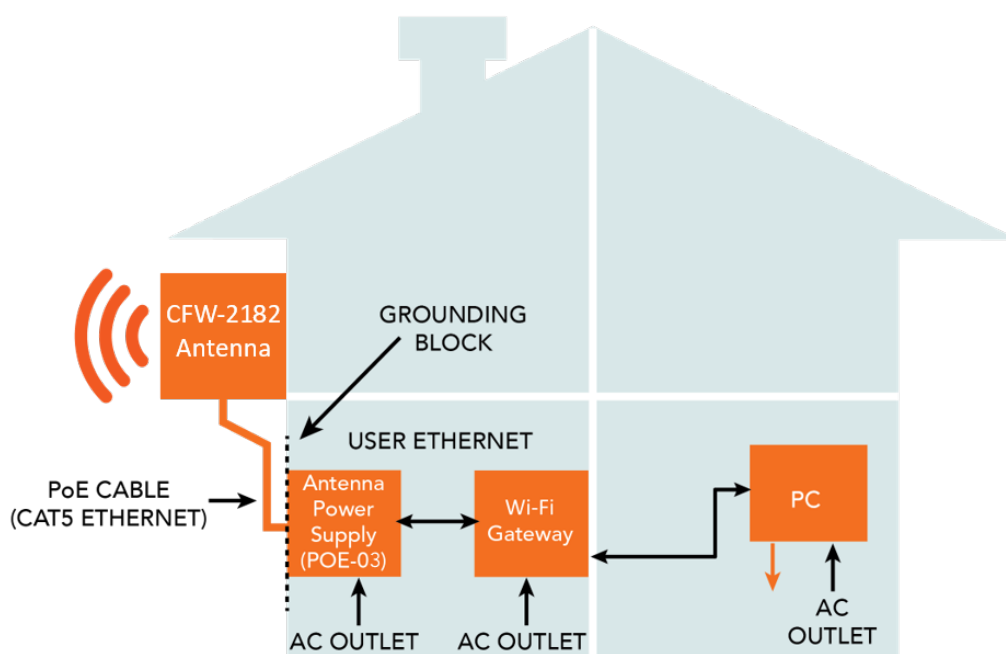 CFW-2182
Antenna
GROUNDING
BLOCK
USER ETHERNET
PoE CABLE
(CAT5 ETHERNET)
Antenna
Power
Supply
(POE-03)
Wi-Fi
Gateway
PC
AC OUTLET
AC OUTLET
AC
OUTLET